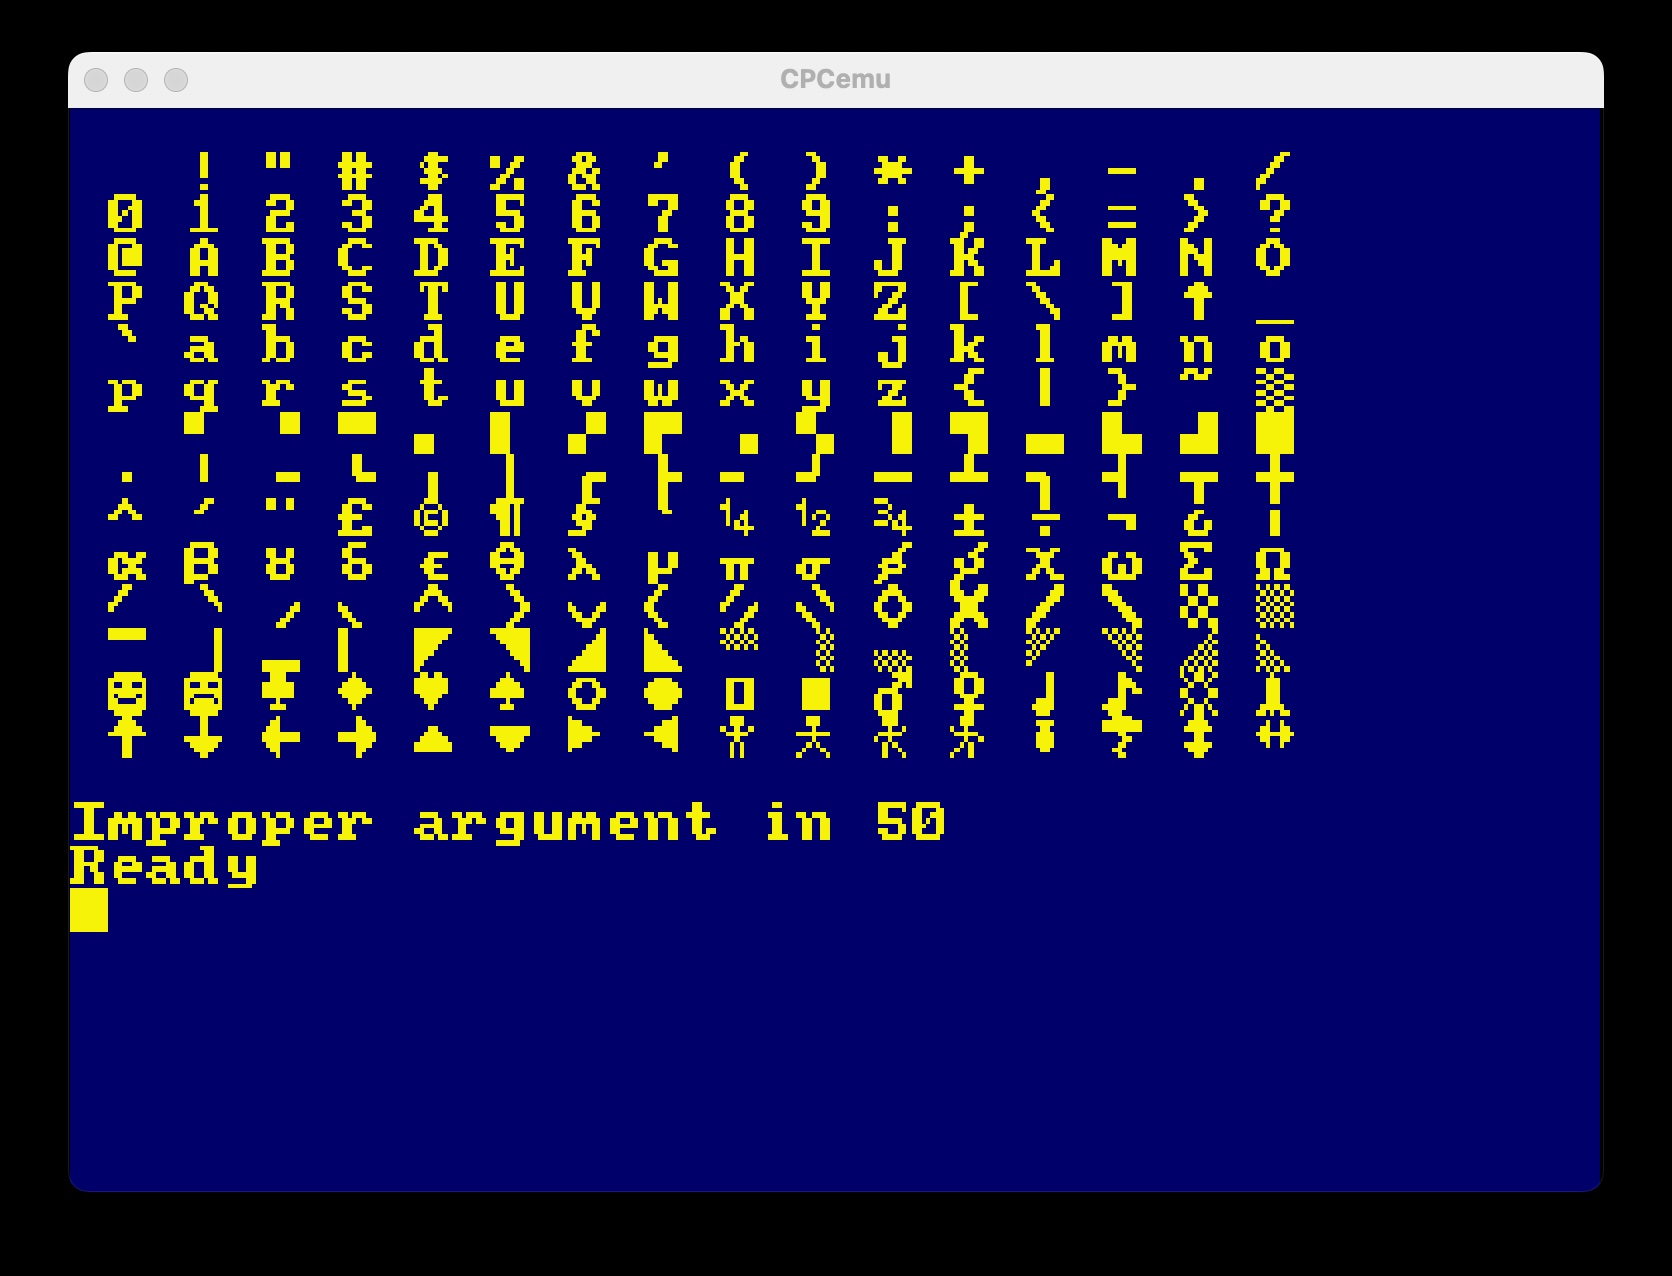 CPCemu
! " # $ % & ' ( ) * + , - . /
0 1 2 3 4 5 6 7 8 9 : ; < = > ?
@ A B C D E F G H I J K L M N O
P Q R S T U V W X Y Z [ \ ] ↑ _
` a b c d e f g h i j k l m n o
p q r s t u v w x y z { | } ~ ▒
▘ ▝ ▀ ▖ ▌ ▞ ▛ ▗ ▚ ▐ ▜ ▄ ▙ ▟ █
· ╵ ╶ └ ╷ │ ┌ ├ ╴ ┘ ─ ┴ ┐ ┤ ┬ ┼
^ ´ ¨ £ © ¶ § ‘ ¼ ½ ¾ ± ÷ ¬ ¿ ¡
α β γ δ ε θ λ μ π σ φ ψ χ ω Σ Ω
☺ ☹ ♣ ♦ ♥ ♠ ○ ● □ ■ ♂ ♀ ♩ ♪
↑ ↓ ← → ▲ ▼ ▶ ◀
Improper argument in 50
Ready